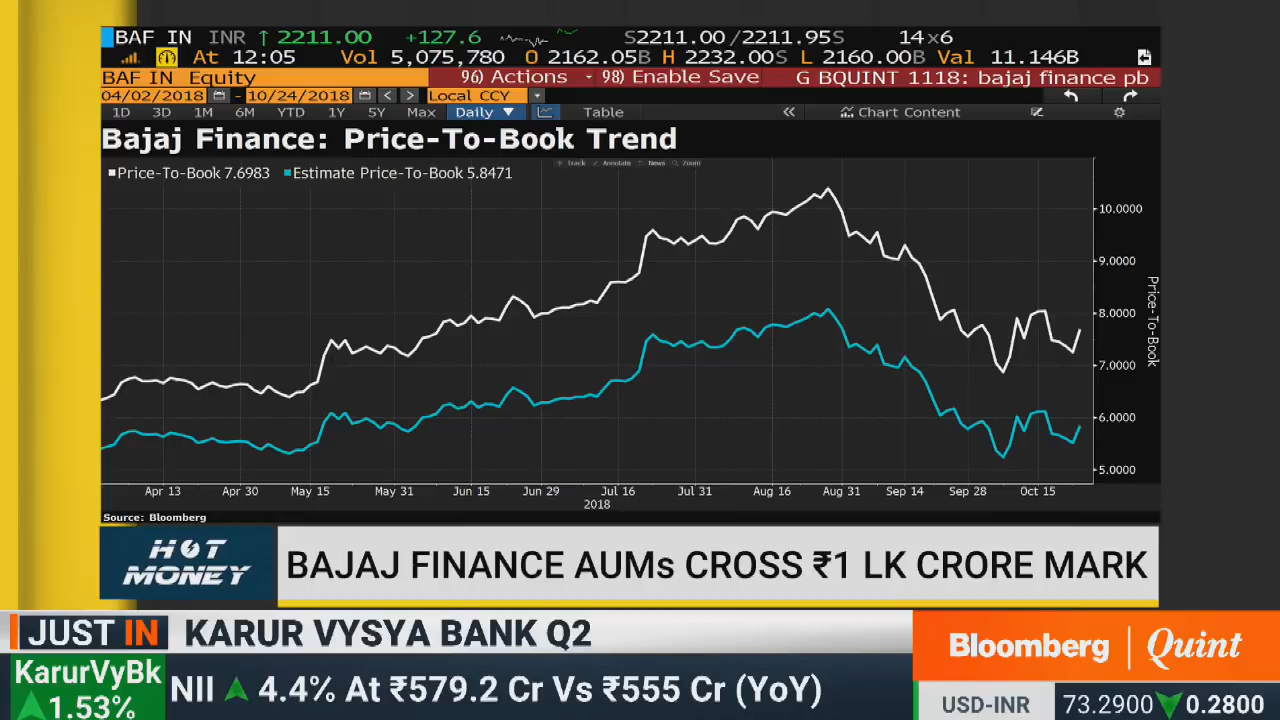 BAF IN INR ↑ 2211.00 +127.6 S2211.00/2211.95S 14x6
At 12:05 Vol 5,075,780 O 2162.05B H 2232.00S L 2160.00B Val 11.146B
BAF IN Equity 96) Actions 98) Enable Save G BQUINT 1118: bajaj finance pb
04/02/2018 - 10/24/2018 < > Local CCY
1D 3D 1M 6M YTD 1Y 5Y Max Daily ▼ Table « Chart Content
Bajaj Finance: Price-To-Book Trend
Track Annotate News Zoom
Price-To-Book 7.6983 Estimate Price-To-Book 5.8471
10.0000
9.0000
8.0000
7.0000
6.0000
5.0000
Price-To-Book
Apr 13 Apr 30 May 15 May 31 Jun 15 Jun 29 Jul 16 Jul 31 Aug 16 Aug 31 Sep 14 Sep 28 Oct 15
2018
Source: Bloomberg
HOT MONEY
BAJAJ FINANCE AUMs CROSS ₹1 LK CRORE MARK
JUST IN KARUR VYSYA BANK Q2
Bloomberg | Quint
KarurVyBk
▲1.53%
NII ▲ 4.4% At ₹579.2 Cr Vs ₹555 Cr (YoY)
USD-INR 73.2900 ▼ 0.2800